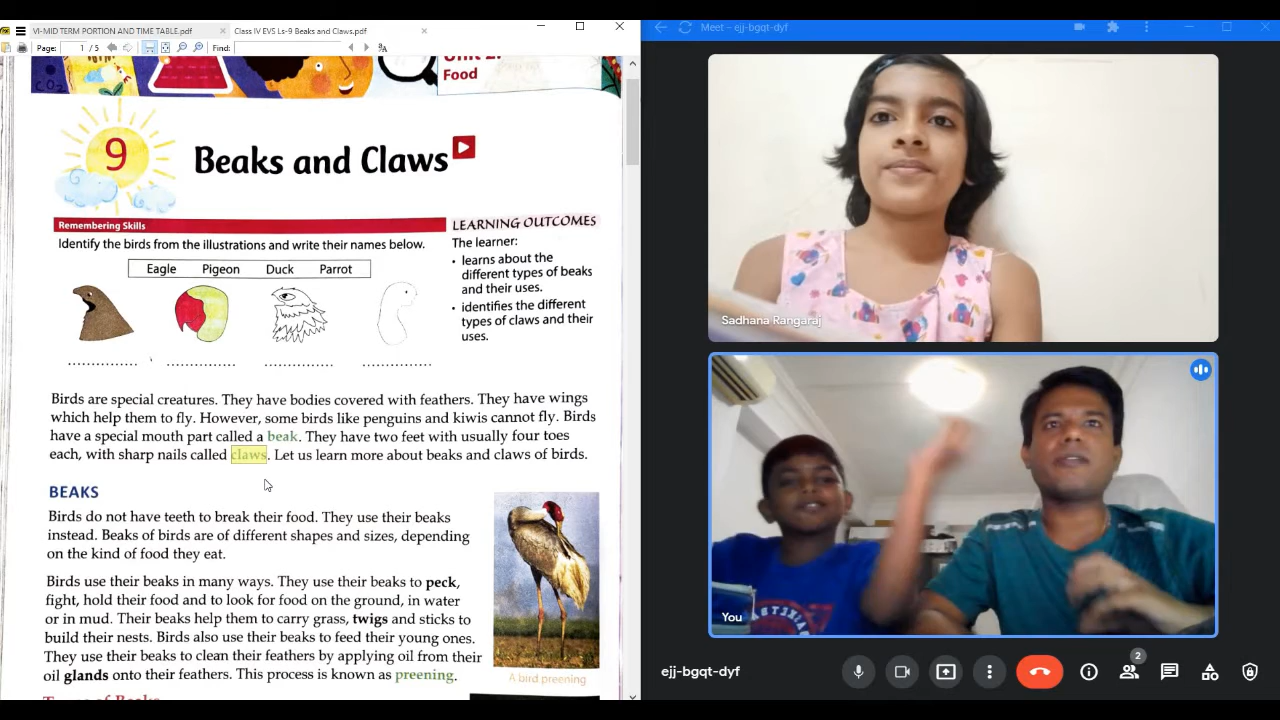 VI-MID TERM PORTION AND TIME TABLE.pdf
Class IV EVS Ls-9 Beaks and Claws.pdf
Meet – ejj-bgqt-dyf
Page: 1 / 5
Find:
CO2
Unit 2:
Food
9
Beaks and Claws
Remembering Skills
Identify the birds from the illustrations and write their names below.
Eagle Pigeon Duck Parrot
LEARNING OUTCOMES
The learner:
• learns about the
different types of beaks
and their uses.
• identifies the different
types of claws and their
uses.
Birds are special creatures. They have bodies covered with feathers. They have wings
which help them to fly. However, some birds like penguins and kiwis cannot fly. Birds
have a special mouth part called a beak. They have two feet with usually four toes
each, with sharp nails called claws. Let us learn more about beaks and claws of birds.
BEAKS
Birds do not have teeth to break their food. They use their beaks
instead. Beaks of birds are of different shapes and sizes, depending
on the kind of food they eat.
Birds use their beaks in many ways. They use their beaks to peck,
fight, hold their food and to look for food on the ground, in water
or in mud. Their beaks help them to carry grass, twigs and sticks to
build their nests. Birds also use their beaks to feed their young ones.
They use their beaks to clean their feathers by applying oil from their
oil glands onto their feathers. This process is known as preening.
A bird preening
Types of Beaks
Sadhana Rangaraj
You
ejj-bgqt-dyf
2